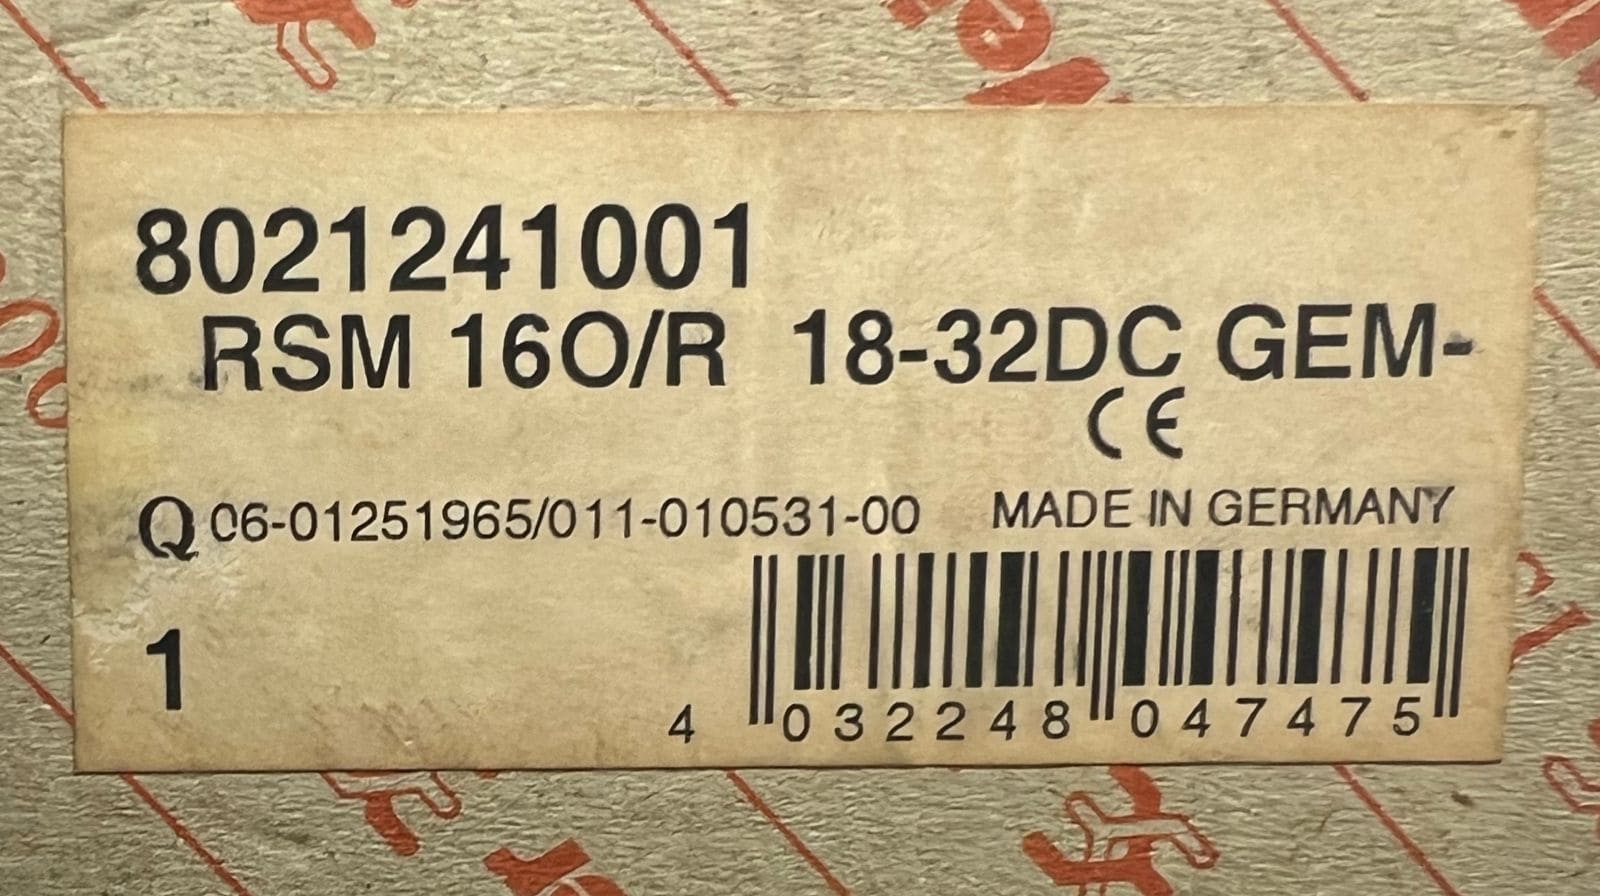 8021241001
RSM 16O/R 18-32DC GEM-
CE
Q 06-01251965/011-010531-00 MADE IN GERMANY
1
4 032248 047475